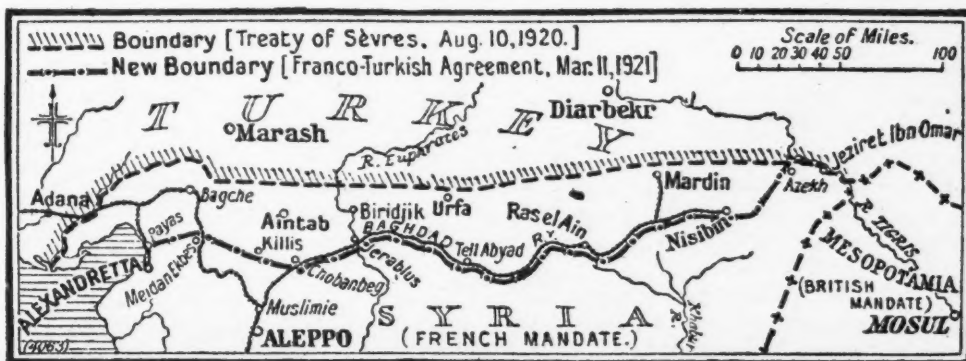 Boundary [Treaty of Sèvres. Aug. 10, 1920.]
New Boundary [Franco-Turkish Agreement, Mar. 11, 1921]
Scale of Miles.
0 10 20 30 40 50 100
TURKEY
Diarbekr
Marash
R. Euphrates
Jeziret Ibn Omar
Adana
Bagche
Mardin
Azekh
Aintab
Biridjik
Urfa
Ras el Ain
Payas
Killis
BAGHDAD RY.
Nisibin
R. TIGRIS
Tell Abyad
Jerablus
ALEXANDRETTA
Meidan Ekbes
Chobanbeg
MESOPOTAMIA
(BRITISH
MANDATE)
Muslimie
SYRIA
MOSUL
ALEPPO
(FRENCH MANDATE.)
R.
(4063)